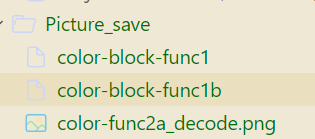 Picture_save
color-block-func1
color-block-func1b
color-func2a_decode.png